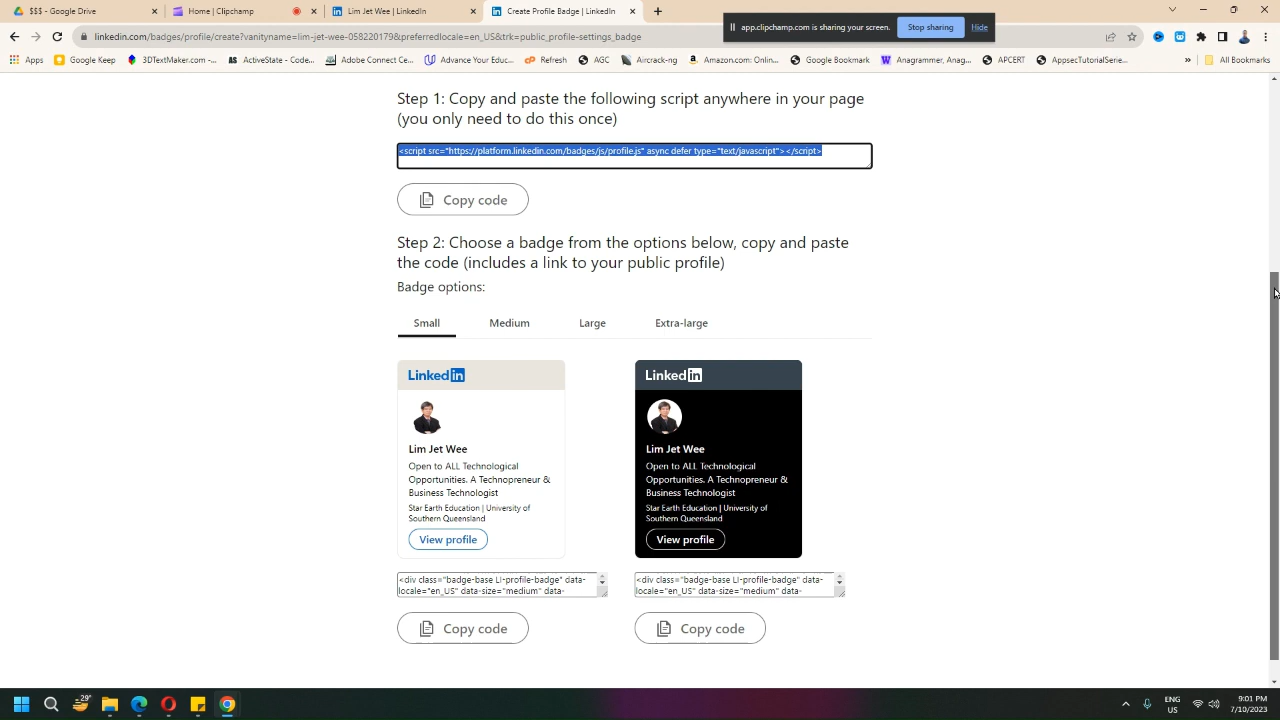 $$$ - Google Drive
Home | Clipchamp
Lim Jet Wee | LinkedIn
Create Profile Badge | LinkedIn
app.clipchamp.com is sharing your screen.
Stop sharing
Hide
linkedin.com/badges/profile/create?vanityname=lim-jet-wee-058220179&preferredlocale=en_US&trk=public_profile-settings_badge
Apps
Google Keep
3DTextMaker.com -...
ActiveState - Code...
Adobe Connect Ce...
Advance Your Educ...
Refresh
AGC
Aircrack-ng
Amazon.com: Onlin...
Google Bookmark
Anagrammer, Anag...
APCERT
AppsecTutorialSerie...
»
All Bookmarks
Step 1: Copy and paste the following script anywhere in your page
(you only need to do this once)
<script src="https://platform.linkedin.com/badges/js/profile.js" async defer type="text/javascript"></script>
Copy code
Step 2: Choose a badge from the options below, copy and paste
the code (includes a link to your public profile)
Badge options:
Small Medium Large Extra-large
LinkedIn
Lim Jet Wee
Open to ALL Technological
Opportunities. A Technopreneur &
Business Technologist
Star Earth Education | University of
Southern Queensland
View profile
<div class="badge-base LI-profile-badge" data-
locale="en_US" data-size="medium" data-
Copy code
LinkedIn
Lim Jet Wee
Open to ALL Technological
Opportunities. A Technopreneur &
Business Technologist
Star Earth Education | University of
Southern Queensland
View profile
<div class="badge-base LI-profile-badge" data-
locale="en_US" data-size="medium" data-
Copy code
29°
ENG
US
9:01 PM
7/10/2023